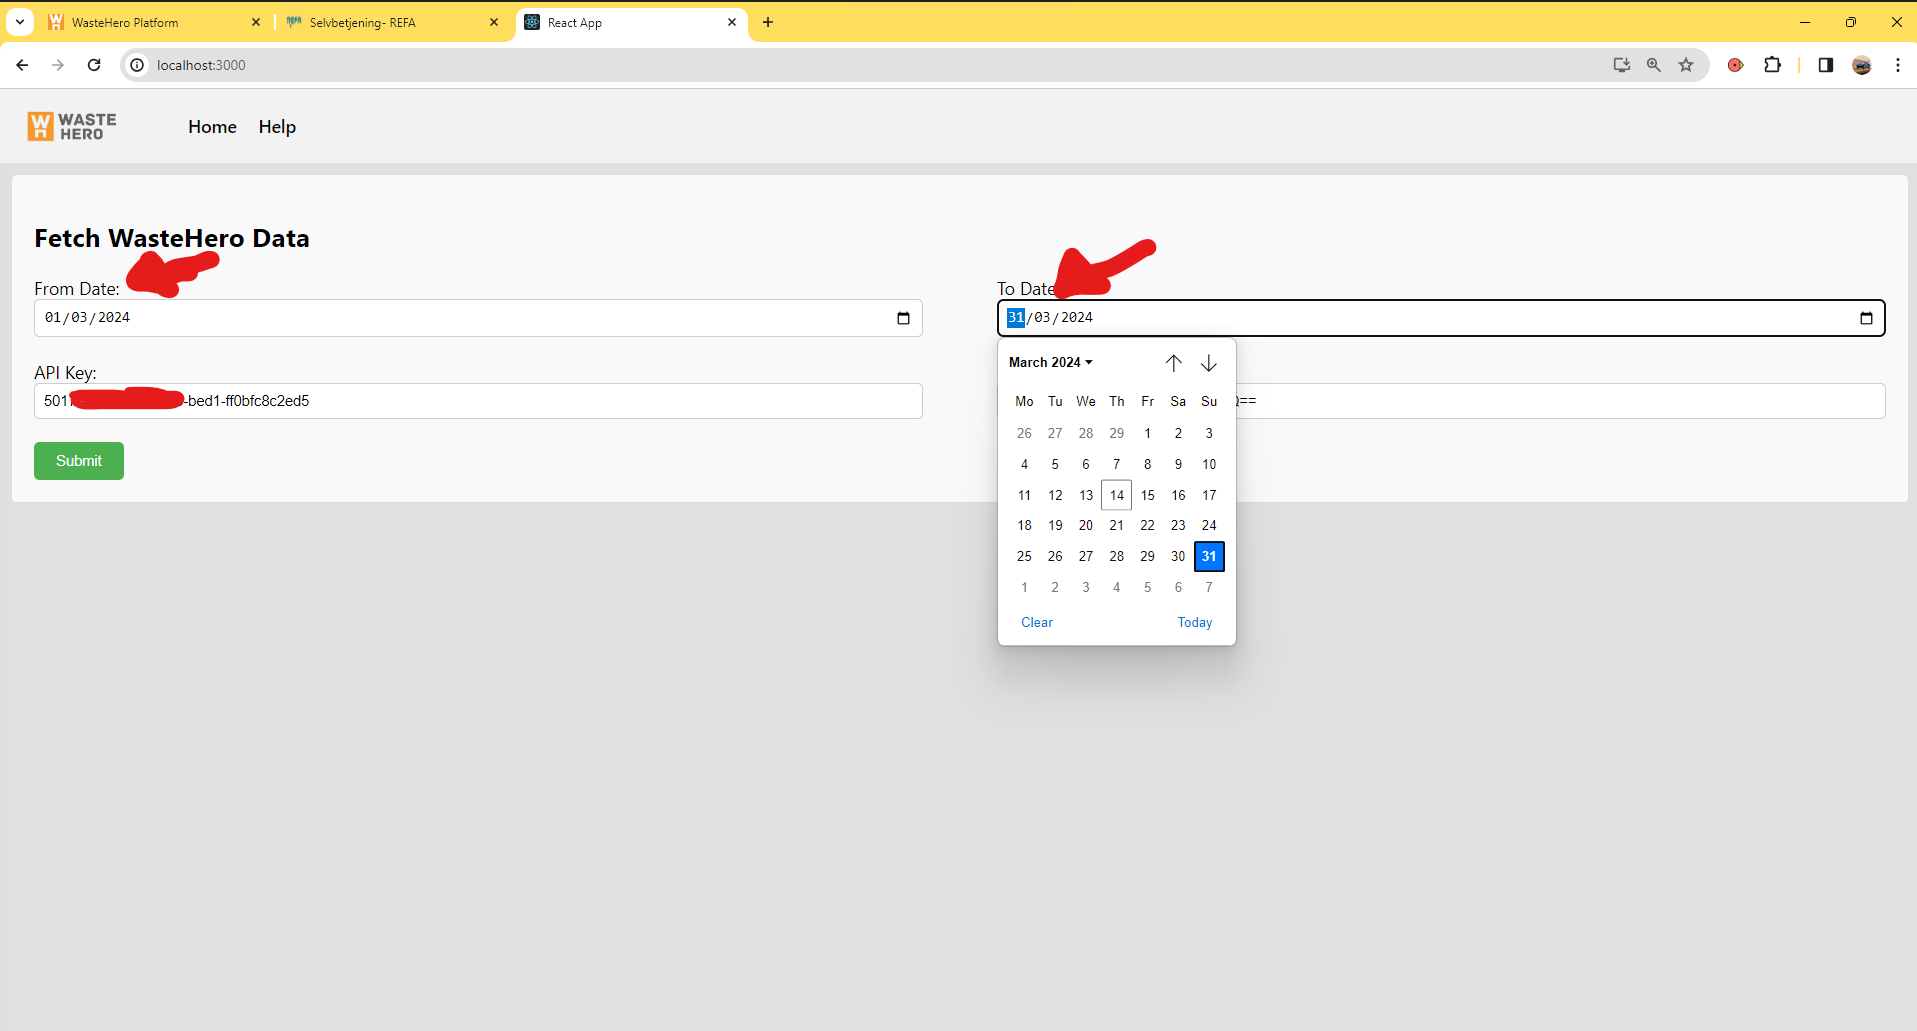 WasteHero Platform
Selvbetjening - REFA
React App
localhost:3000
WASTE
HERO
Home
Help
Fetch WasteHero Data
From Date:
01/03/2024
To Date
31/03/2024
API Key:
-bed1-ff0bfc8c2ed5
==
Submit
March 2024
Mo Tu We Th Fr Sa Su
26 27 28 29 1 2 3
4 5 6 7 8 9 10
11 12 13 14 15 16 17
18 19 20 21 22 23 24
25 26 27 28 29 30 31
1 2 3 4 5 6 7
Clear
Today